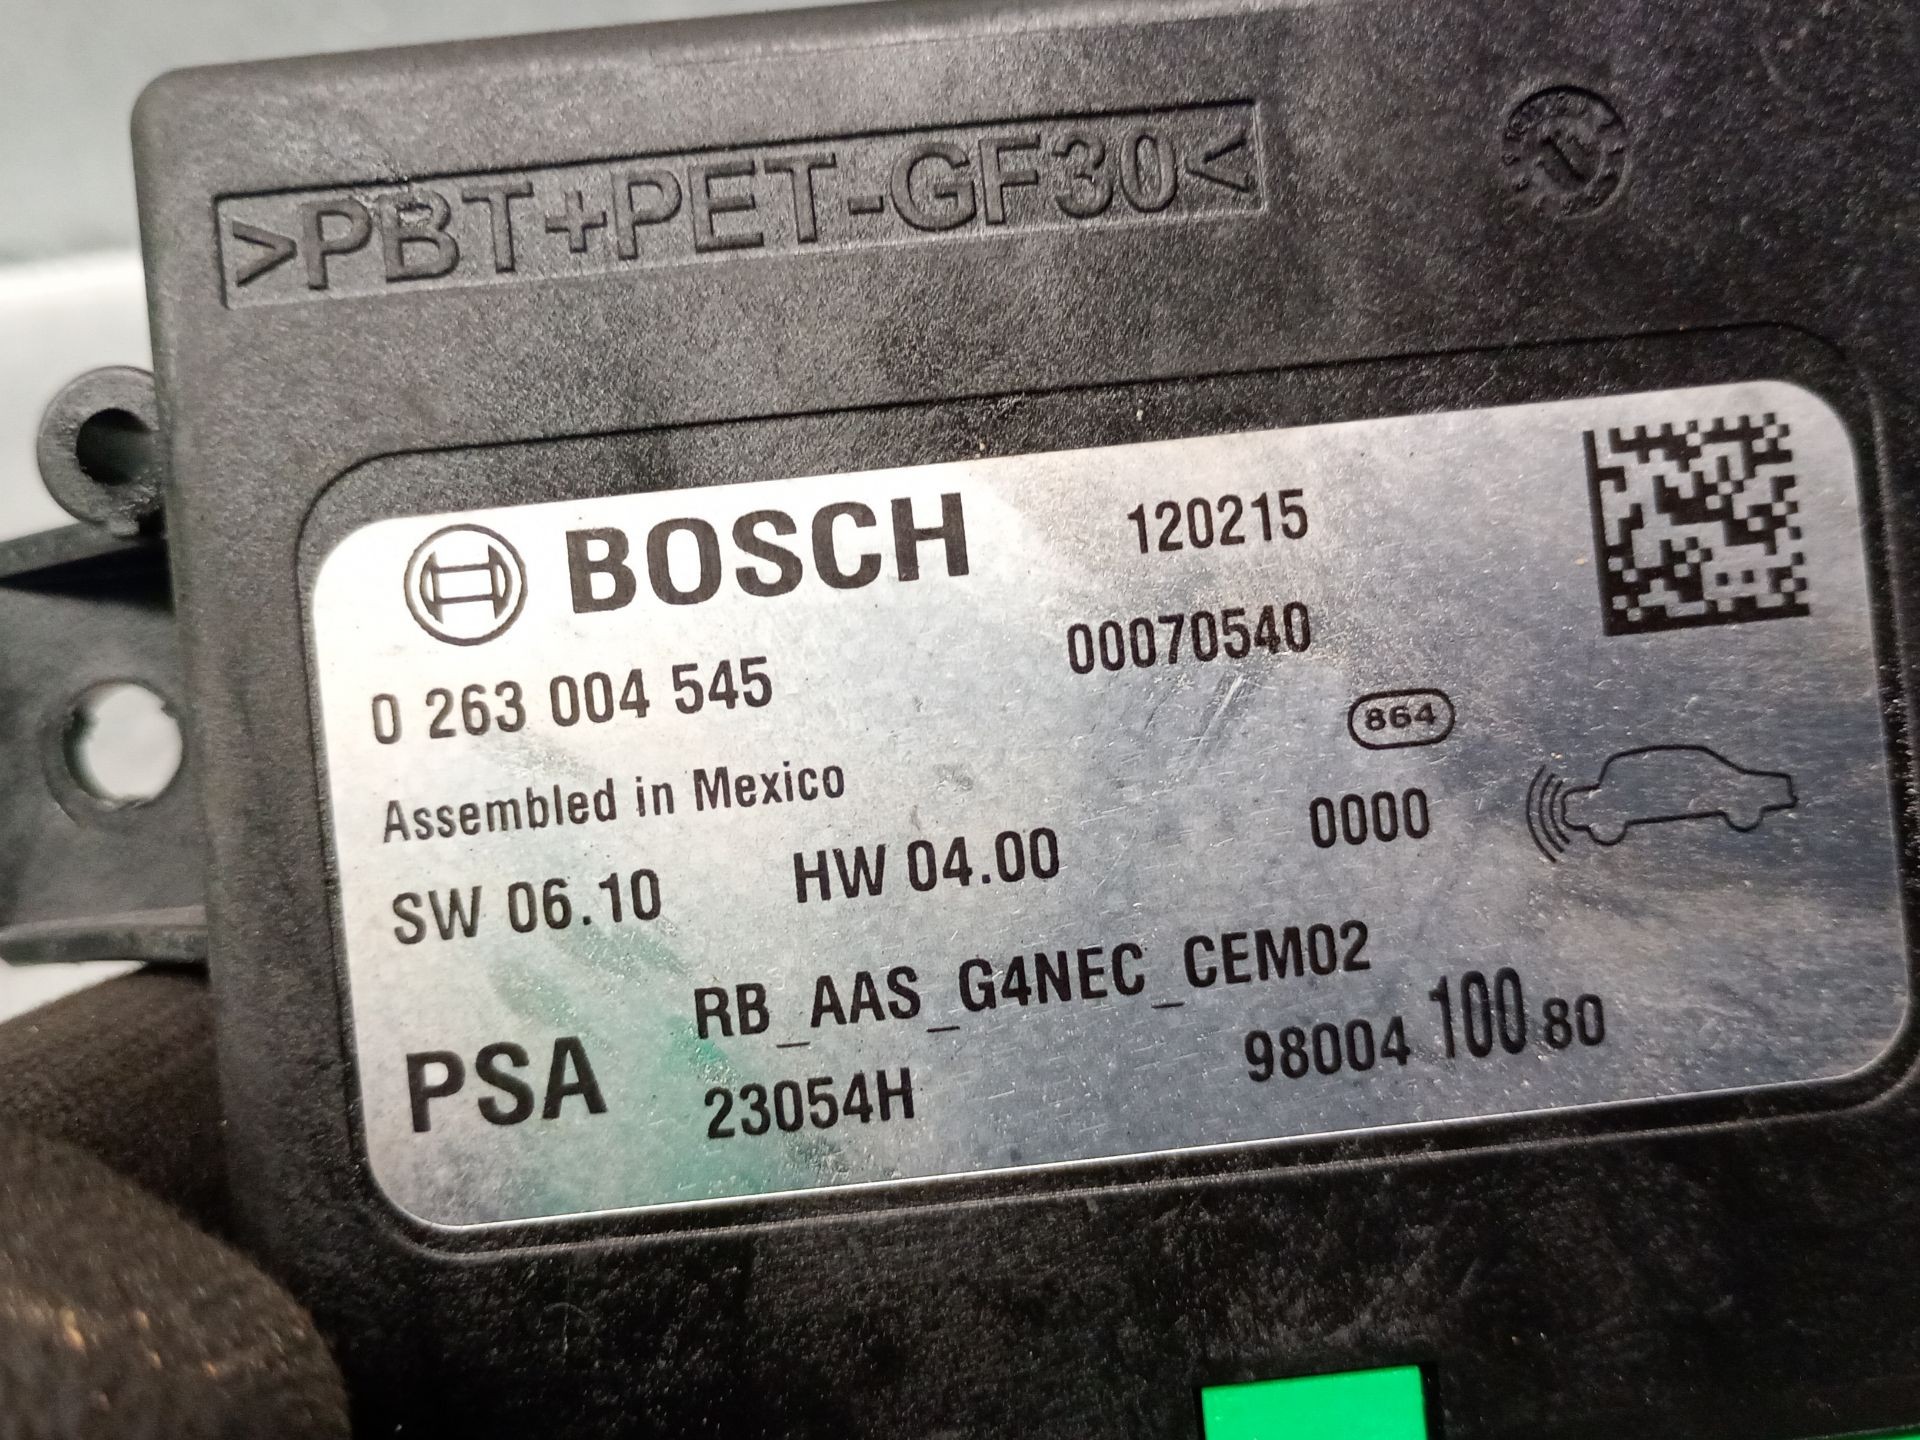 >PBT+PET-GF30<
BOSCH 120215
0 263 004 545 00070540
864
Assembled in Mexico 0000
SW 06.10 HW 04.00
RB_AAS_G4NEC_CEM02
PSA 23054H 98004 100 80